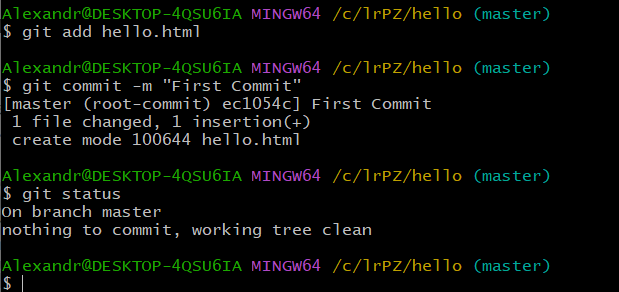 Alexandr@DESKTOP-4QSU6IA MINGW64 /c/lrPZ/hello (master)
$ git add hello.html
Alexandr@DESKTOP-4QSU6IA MINGW64 /c/lrPZ/hello (master)
$ git commit -m "First Commit"
[master (root-commit) ec1054c] First Commit
 1 file changed, 1 insertion(+)
 create mode 100644 hello.html
Alexandr@DESKTOP-4QSU6IA MINGW64 /c/lrPZ/hello (master)
$ git status
On branch master
nothing to commit, working tree clean
Alexandr@DESKTOP-4QSU6IA MINGW64 /c/lrPZ/hello (master)
$